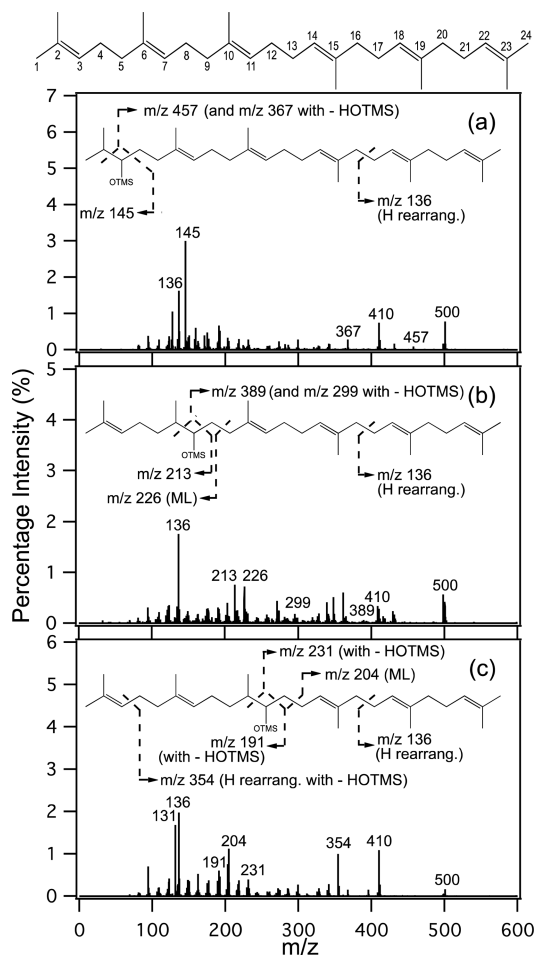 1 2 3 4 5 6 7 8 9 10 11 12 13 14 15 16 17 18 19 20 21 22 23 24
Percentage Intensity (%)
(a)
m/z 457 (and m/z 367 with - HOTMS)
OTMS
m/z 145
m/z 136
(H rearrang.)
145
136
410
500
367
457
7
6
5
4
3
2
1
0
(b)
m/z 389 (and m/z 299 with - HOTMS)
OTMS
m/z 213
m/z 226 (ML)
m/z 136
(H rearrang.)
136
213
226
299
389
410
500
5
4
3
2
1
0
(c)
m/z 231 (with - HOTMS)
m/z 204 (ML)
OTMS
m/z 191
(with - HOTMS)
m/z 136
(H rearrang.)
m/z 354 (H rearrang. with - HOTMS)
136
131
204
191
231
354
410
500
6
5
4
3
2
1
0
0 100 200 300 400 500 600
m/z